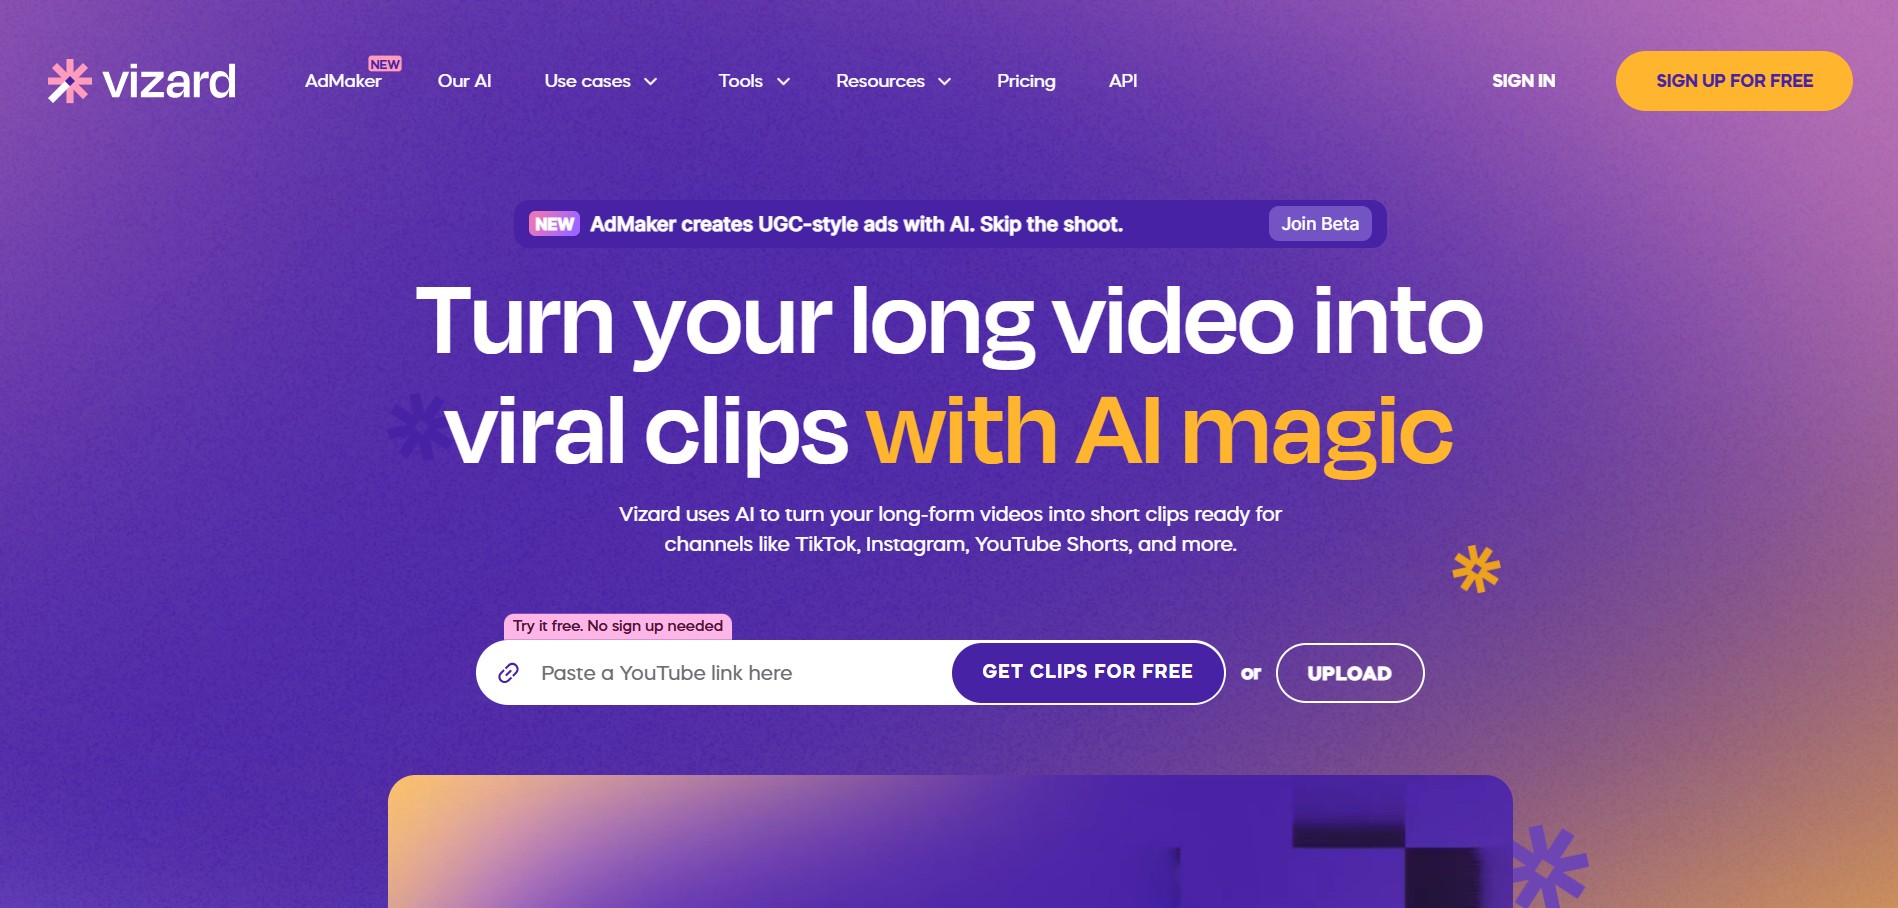 vizard
AdMaker NEW
Our AI
Use cases
Tools
Resources
Pricing
API
SIGN IN
SIGN UP FOR FREE
NEW AdMaker creates UGC-style ads with AI. Skip the shoot.
Join Beta
Turn your long video into
viral clips with AI magic
Vizard uses AI to turn your long-form videos into short clips ready for
channels like TikTok, Instagram, YouTube Shorts, and more.
Try it free. No sign up needed
Paste a YouTube link here
GET CLIPS FOR FREE
or
UPLOAD